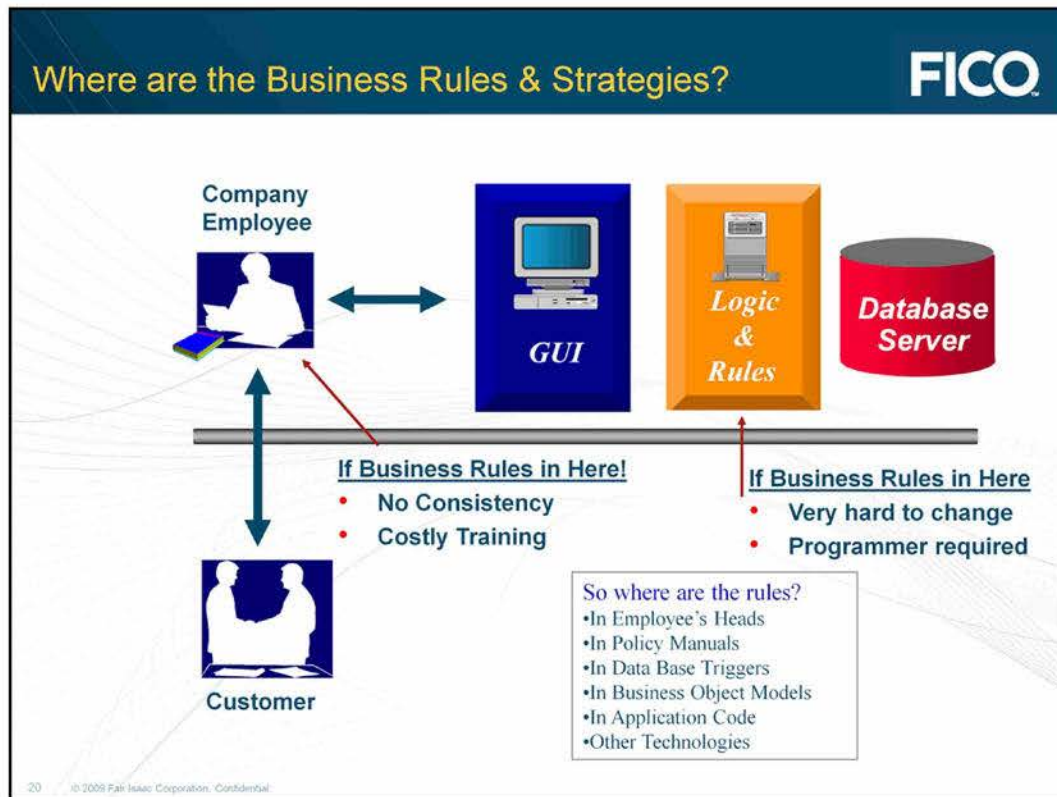 Where are the Business Rules & Strategies?
FICO™
Company
Employee
GUI
Logic
&
Rules
Database
Server
If Business Rules in Here!
• No Consistency
• Costly Training
If Business Rules in Here
• Very hard to change
• Programmer required
So where are the rules?
•In Employee's Heads
•In Policy Manuals
•In Data Base Triggers
•In Business Object Models
•In Application Code
•Other Technologies
Customer
20 © 2009 Fair Isaac Corporation. Confidential.